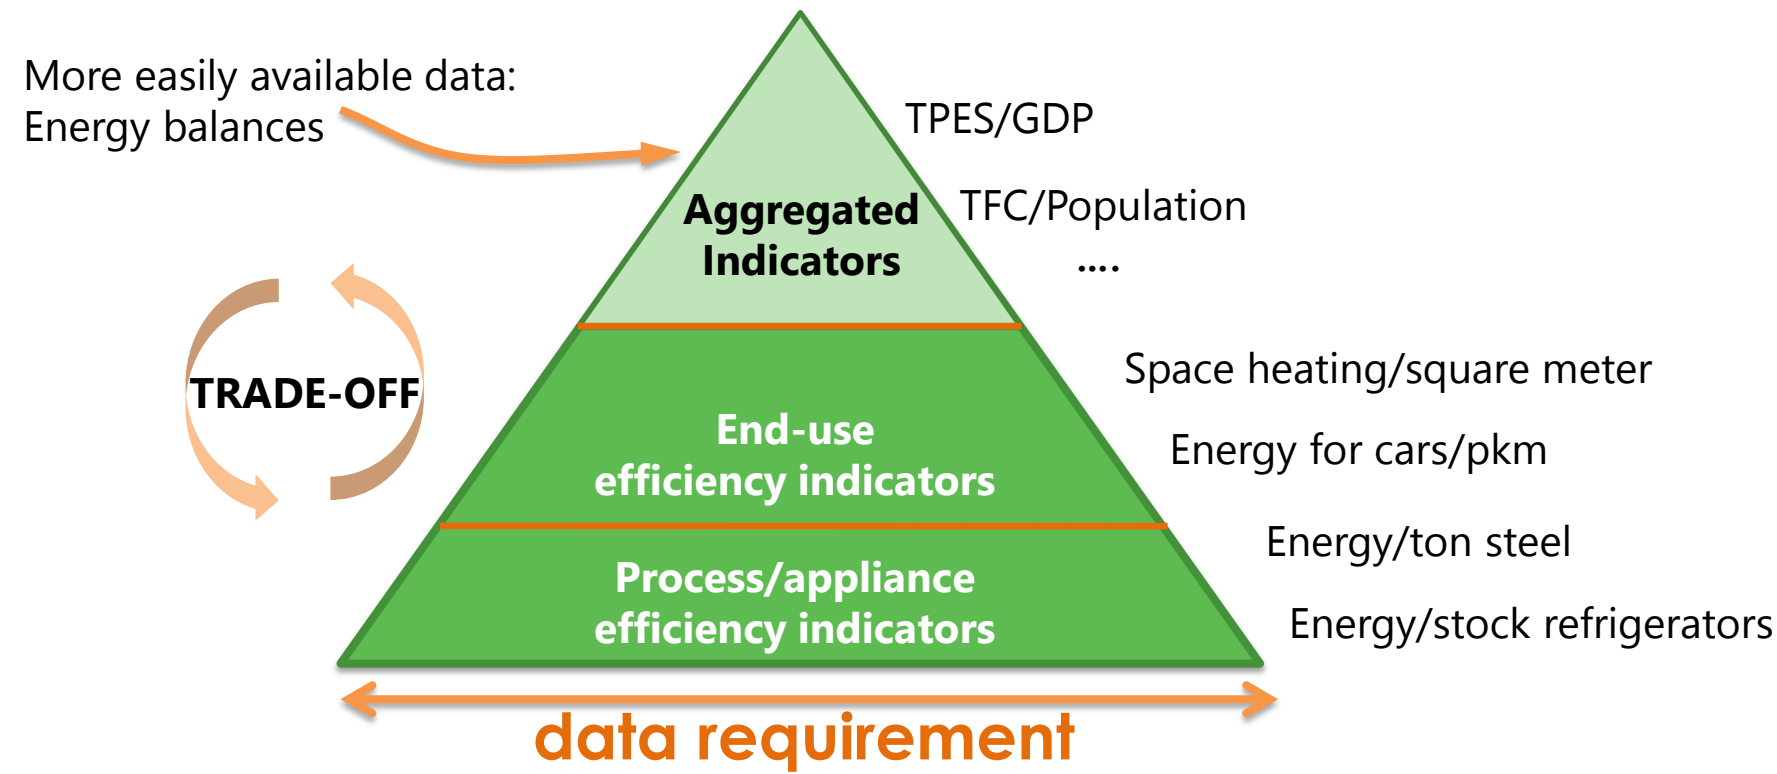 More easily available data:
Energy balances
TPES/GDP
TFC/Population
....
Aggregated
Indicators
TRADE-OFF
Space heating/square meter
Energy for cars/pkm
End-use
efficiency indicators
Energy/ton steel
Energy/stock refrigerators
Process/appliance
efficiency indicators
data requirement